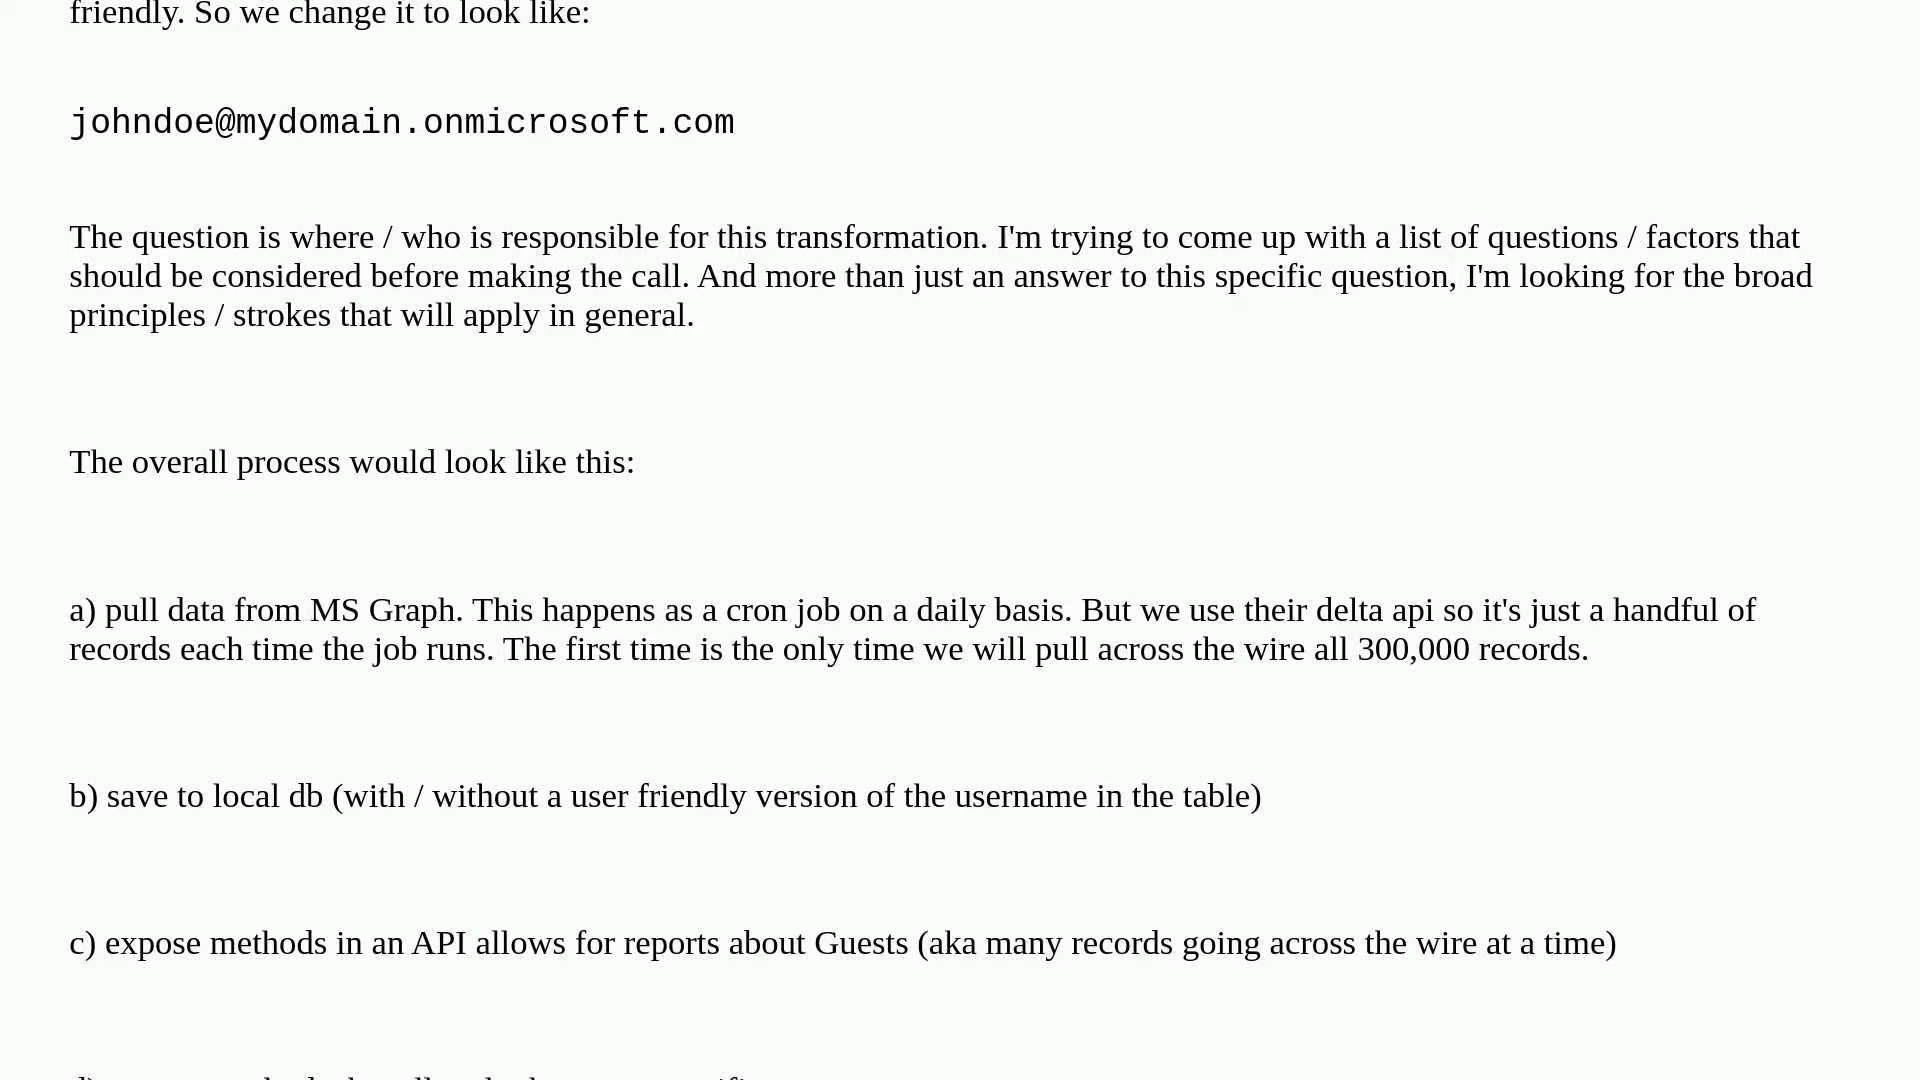 friendly. So we change it to look like:
johndoe@mydomain.onmicrosoft.com
The question is where / who is responsible for this transformation. I'm trying to come up with a list of questions / factors that
should be considered before making the call. And more than just an answer to this specific question, I'm looking for the broad
principles / strokes that will apply in general.
The overall process would look like this:
a) pull data from MS Graph. This happens as a cron job on a daily basis. But we use their delta api so it's just a handful of
records each time the job runs. The first time is the only time we will pull across the wire all 300,000 records.
b) save to local db (with / without a user friendly version of the username in the table)
c) expose methods in an API allows for reports about Guests (aka many records going across the wire at a time)